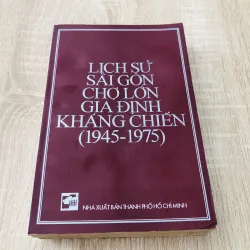 LỊCH SỬ
SÀI GÒN
CHỢ LỚN
GIA ĐỊNH
KHÁNG CHIẾN
(1945-1975)
NHÀ XUẤT BẢN THÀNH PHỐ HỒ CHÍ MINH